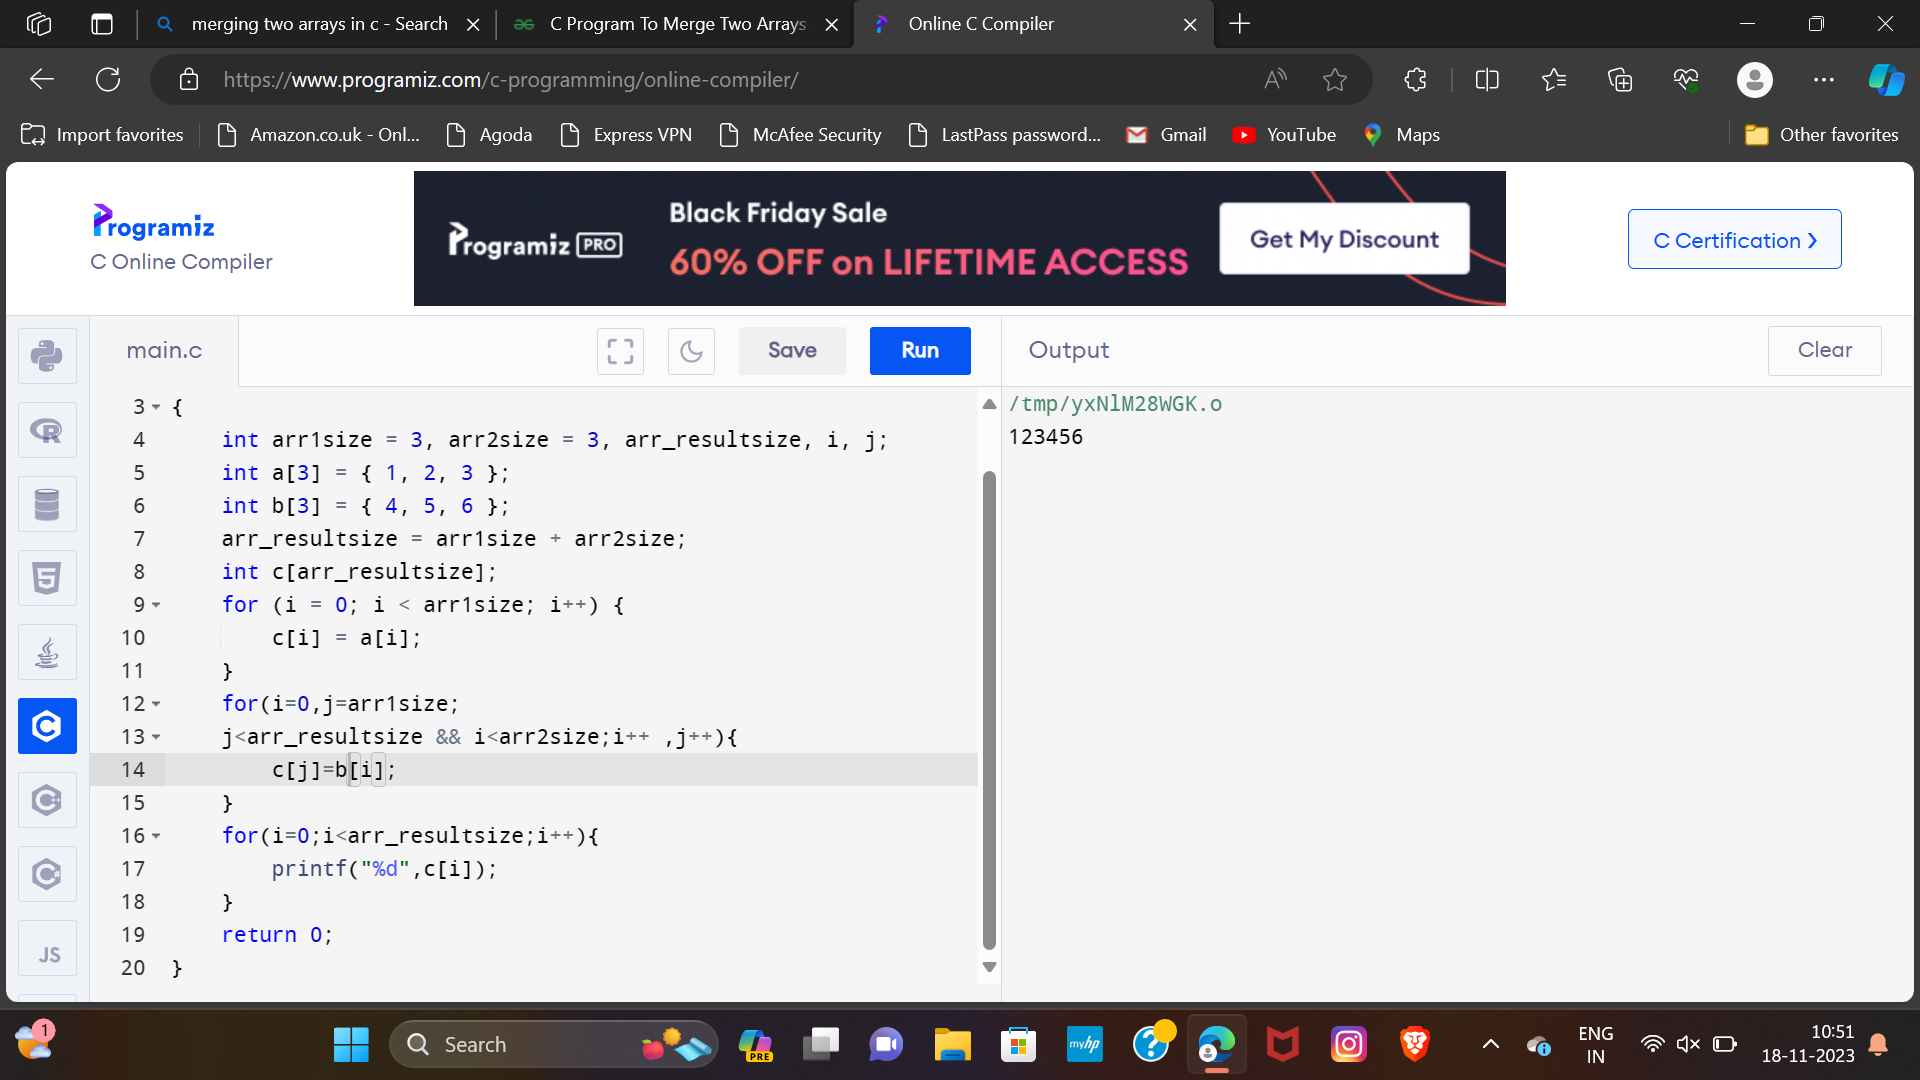 merging two arrays in c - Search
C Program To Merge Two Arrays
Online C Compiler
https://www.programiz.com/c-programming/online-compiler/
Import favorites
Amazon.co.uk - Onl...
Agoda
Express VPN
McAfee Security
LastPass password...
Gmail
YouTube
Maps
Other favorites
Programiz
C Online Compiler
Programiz PRO
Black Friday Sale
60% OFF on LIFETIME ACCESS
Get My Discount
C Certification >
main.c
Save
Run
Output
Clear
3 {
4 int arr1size = 3, arr2size = 3, arr_resultsize, i, j;
5 int a[3] = { 1, 2, 3 };
6 int b[3] = { 4, 5, 6 };
7 arr_resultsize = arr1size + arr2size;
8 int c[arr_resultsize];
9 for (i = 0; i < arr1size; i++) {
10 c[i] = a[i];
11 }
12 for(i=0,j=arr1size;
13 j<arr_resultsize && i<arr2size;i++ ,j++){
14 c[j]=b[i];
15 }
16 for(i=0;i<arr_resultsize;i++){
17 printf("%d",c[i]);
18 }
19 return 0;
20 }
/tmp/yxNlM28WGK.o
123456
JS
1
Search
PRE
myhp
ENG
IN
10:51
18-11-2023